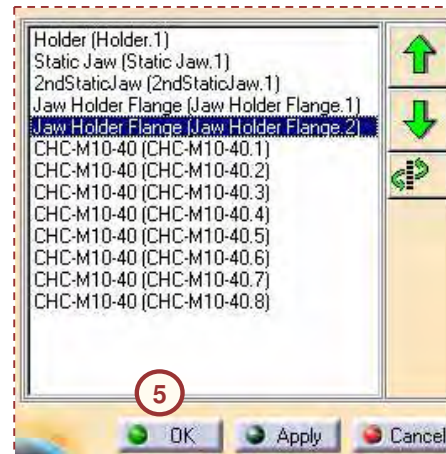 Holder (Holder.1)
Static Jaw (Static Jaw.1)
2ndStaticJaw (2ndStaticJaw.1)
Jaw Holder Flange (Jaw Holder Flange.1)
Jaw Holder Flange (Jaw Holder Flange.2)
CHC-M10-40 (CHC-M10-40.1)
CHC-M10-40 (CHC-M10-40.2)
CHC-M10-40 (CHC-M10-40.3)
CHC-M10-40 (CHC-M10-40.4)
CHC-M10-40 (CHC-M10-40.5)
CHC-M10-40 (CHC-M10-40.6)
CHC-M10-40 (CHC-M10-40.7)
CHC-M10-40 (CHC-M10-40.8)
5
OK Apply Cancel